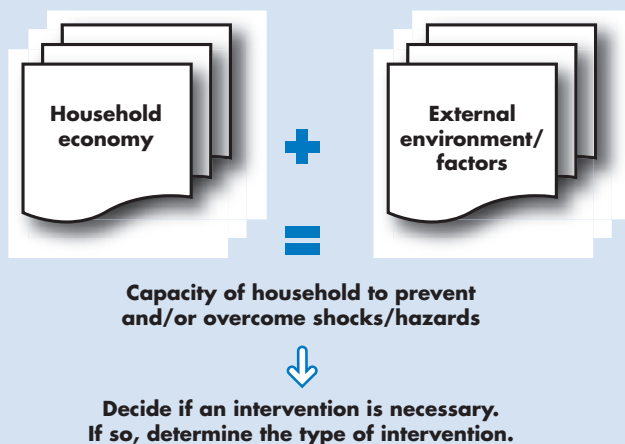 Household
economy
+
External
environment/
factors
=
Capacity of household to prevent
and/or overcome shocks/hazards
Decide if an intervention is necessary.
If so, determine the type of intervention.